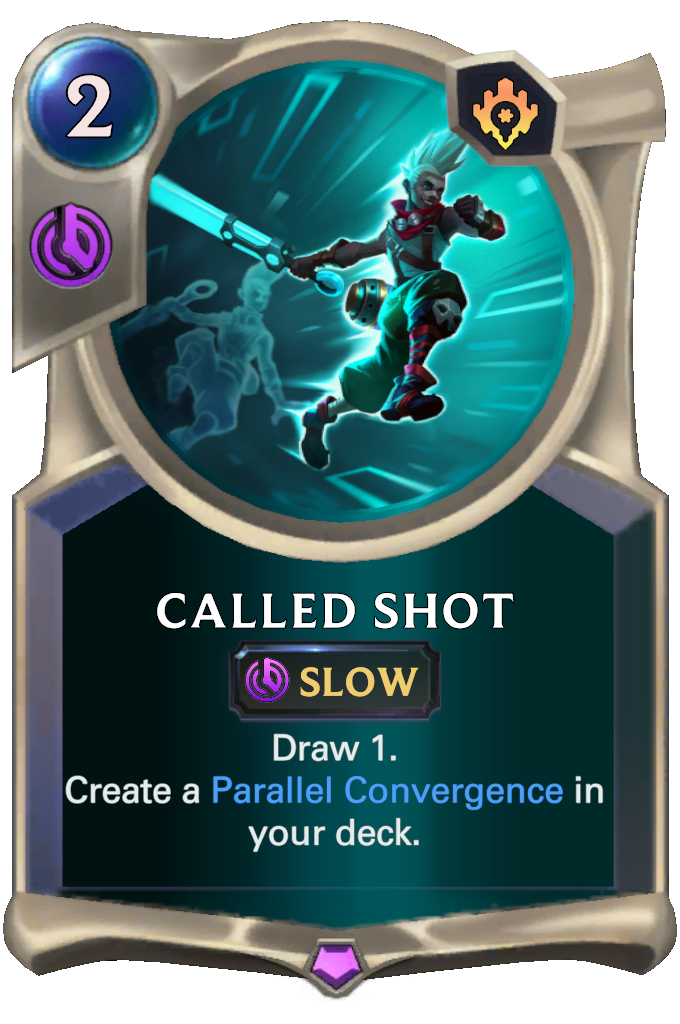 2
CALLED SHOT
SLOW
Draw 1.
Create a Parallel Convergence in
your deck.